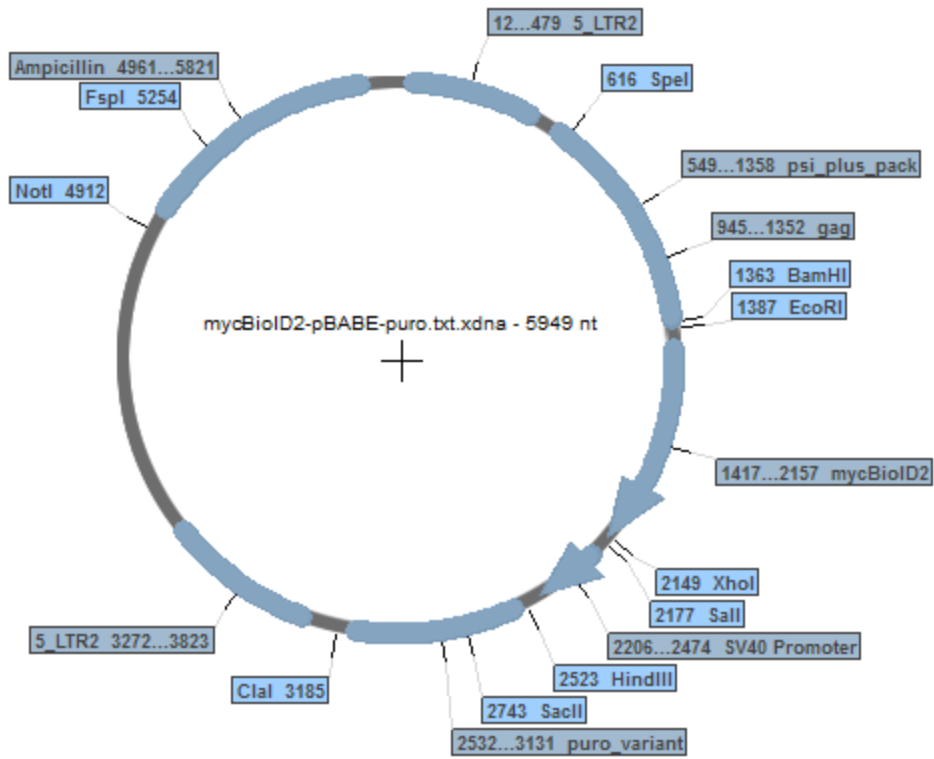 12...479 5_LTR2
Ampicillin 4961...5821
616 SpeI
FspI 5254
549...1358 psi_plus_pack
NotI 4912
945...1352 gag
1363 BamHI
1387 EcoRI
mycBioID2-pBABE-puro.txt.xdna - 5949 nt
1417...2157 mycBioID2
2149 XhoI
2177 SalI
5_LTR2 3272...3823
2206...2474 SV40 Promoter
2523 HindIII
ClaI 3185
2743 SacII
2532...3131 puro_variant